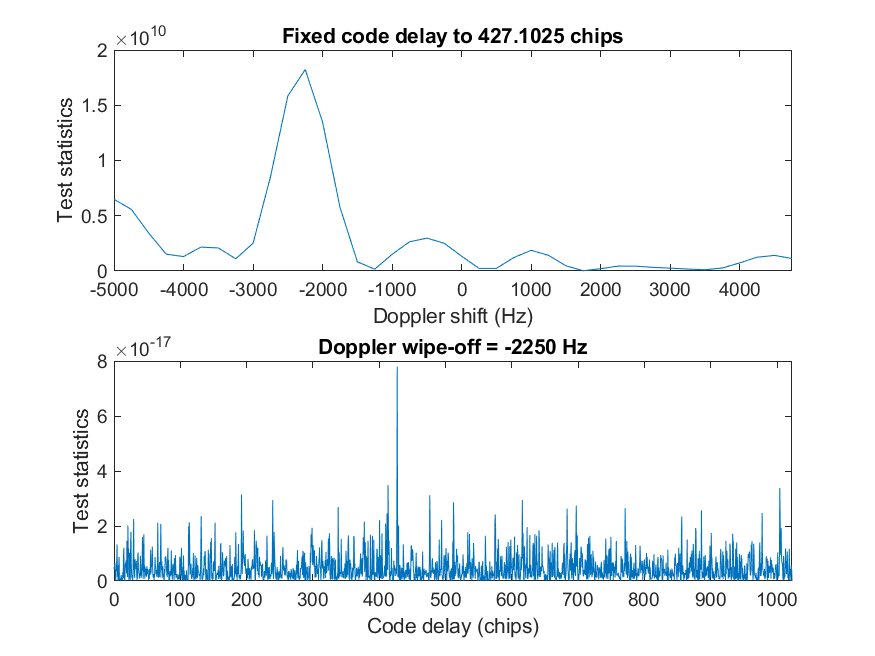 Fixed code delay to 427.1025 chips
×10^10
2
1.5
1
0.5
0
Test statistics
-5000 -4000 -3000 -2000 -1000 0 1000 2000 3000 4000
Doppler shift (Hz)
Doppler wipe-off = -2250 Hz
×10^-17
8
6
4
2
0
Test statistics
0 100 200 300 400 500 600 700 800 900 1000
Code delay (chips)